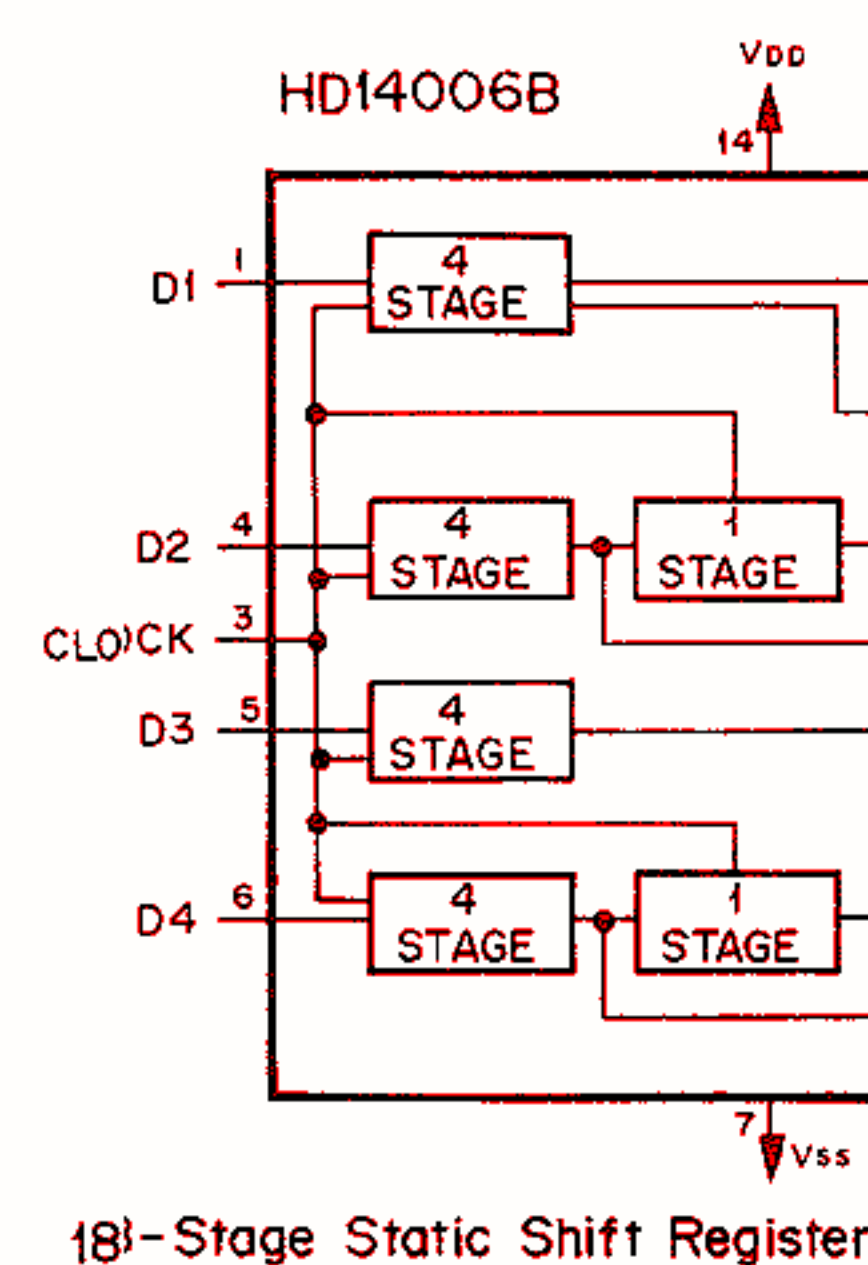 VDD
HD14006B
14
1
D1
4
STAGE
4
D2
4
STAGE
1
STAGE
3
CLOCK
5
D3
4
STAGE
6
D4
4
STAGE
1
STAGE
7
Vss
18-Stage Static Shift Register